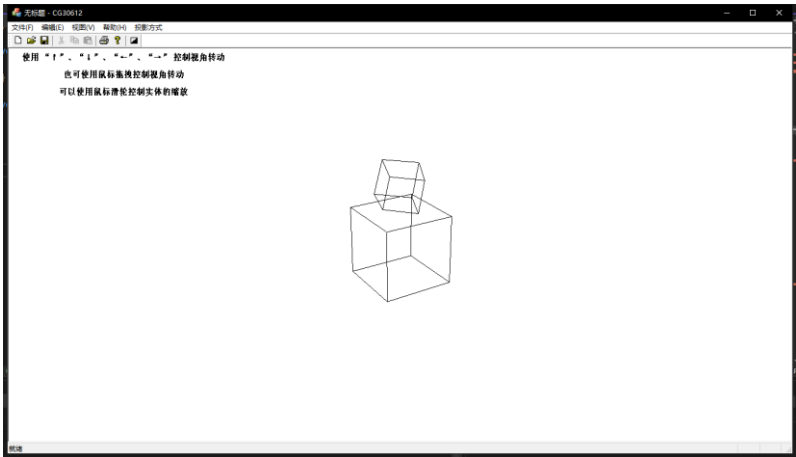 无标题 - CG30612
文件(F) 编辑(E) 视图(V) 帮助(H) 投影方式
使用 “↑”、“↓”、“←”、“→” 控制视角转动
也可使用鼠标拖拽控制视角转动
可以使用鼠标滑轮控制实体的缩放
就绪